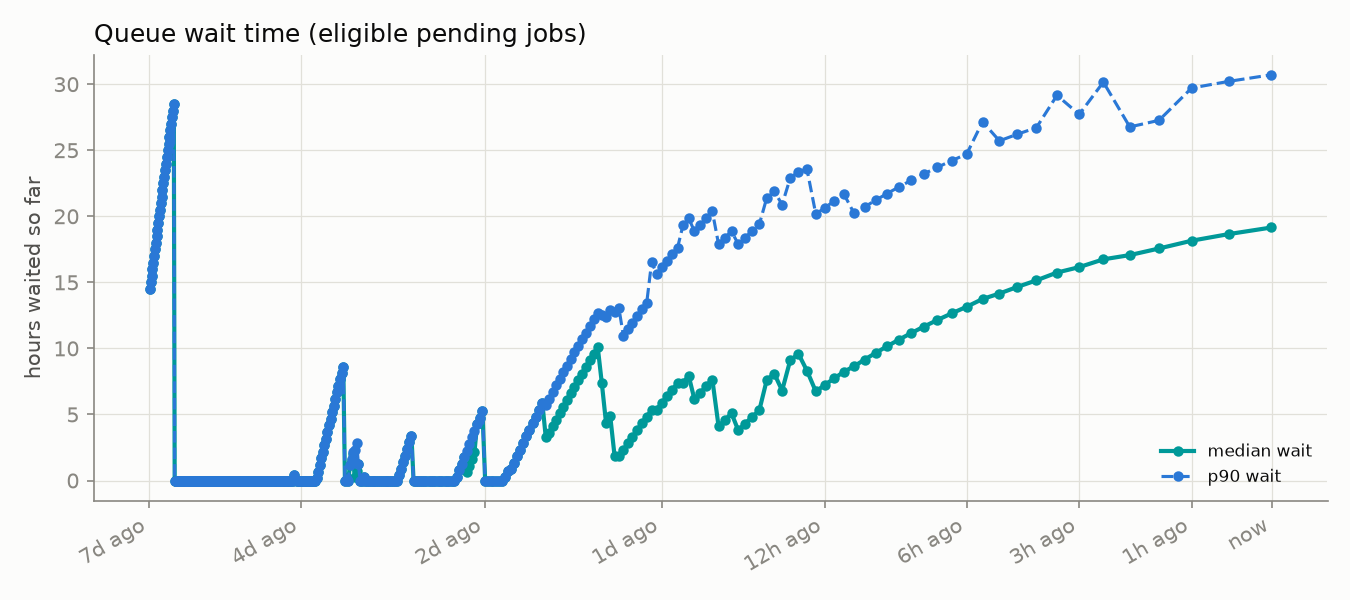 Queue wait time (eligible pending jobs)
hours waited so far
30
25
20
15
10
5
0
7d ago
4d ago
2d ago
1d ago
12h ago
6h ago
3h ago
1h ago
now
median wait
p90 wait